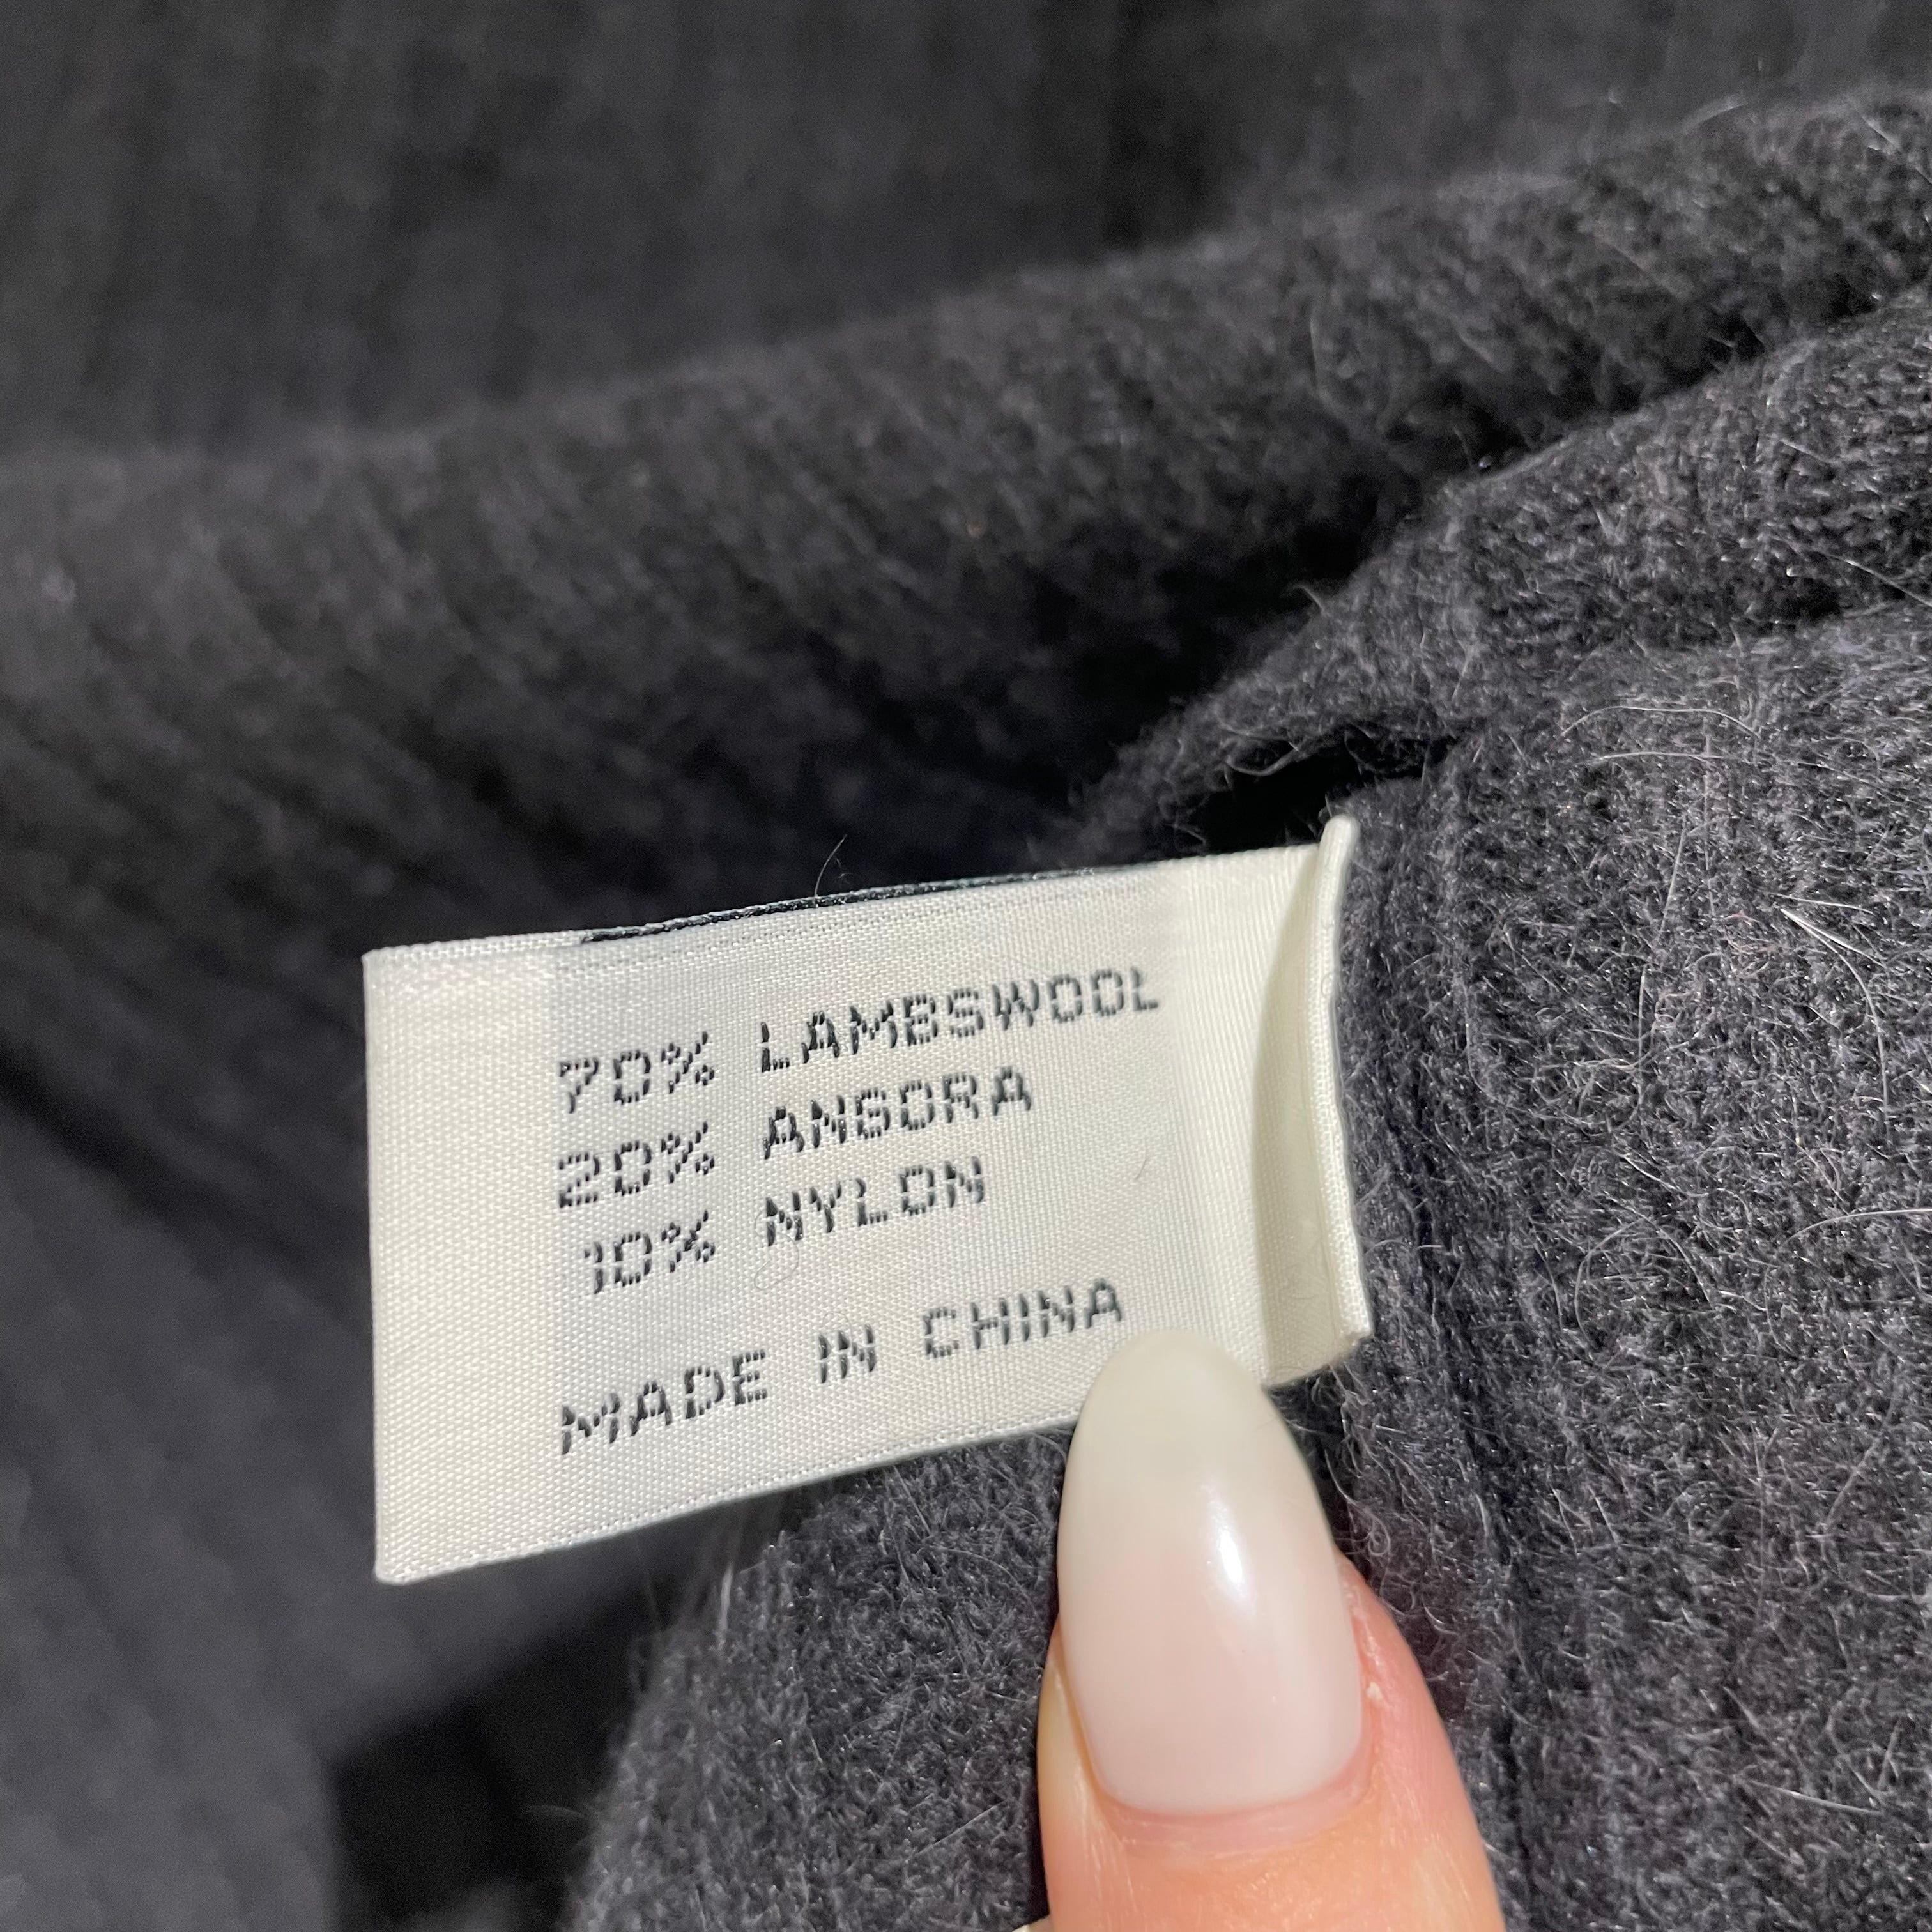 70% LAMBSWOOL
20% ANGORA
10% NYLON
MADE IN CHINA